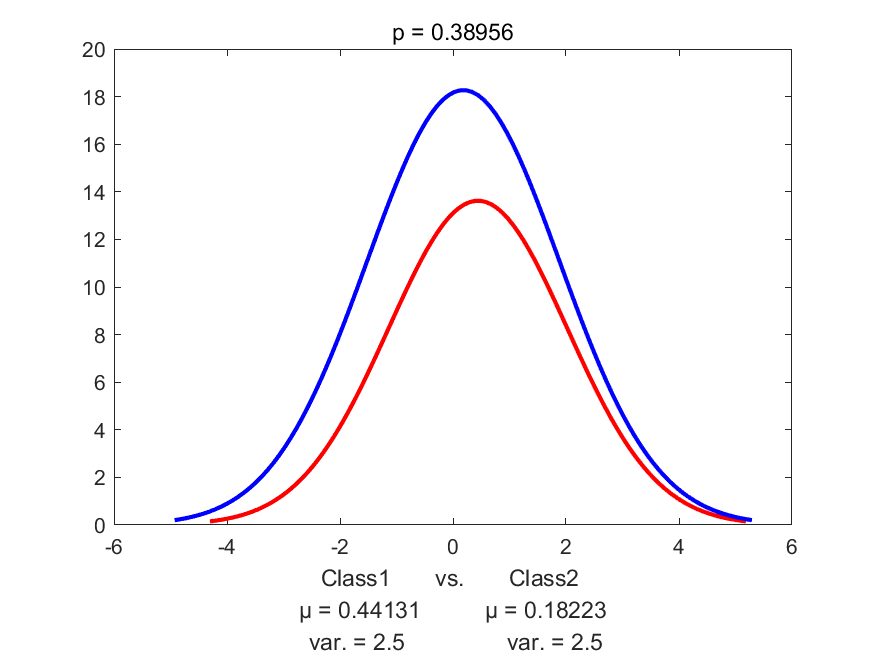 p = 0.38956
20
18
16
14
12
10
8
6
4
2
0
-6 -4 -2 0 2 4 6
Class1 vs. Class2
μ = 0.44131 μ = 0.18223
var. = 2.5 var. = 2.5